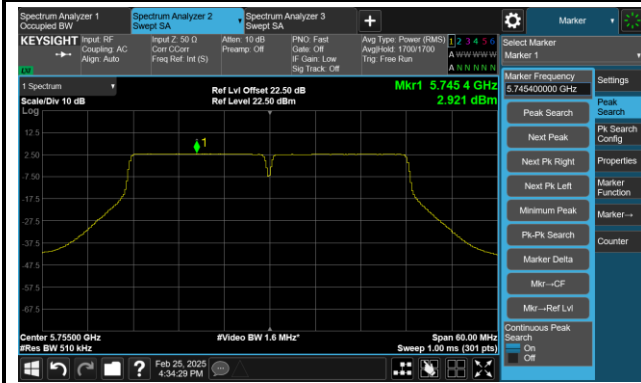 Spectrum Analyzer 1
Occupied BW
Spectrum Analyzer 2
Swept SA
Spectrum Analyzer 3
Swept SA
+
Marker
KEYSIGHT
Input: RF
Coupling: AC
Align: Auto
Input Z: 50 Ω
Corr CCorr
Freq Ref: Int (S)
Atten: 10 dB
Preamp: Off
PNO: Fast
Gate: Off
IF Gain: Low
Sig Track: Off
Avg Type: Power (RMS)
Avg|Hold: 1700/1700
Trig: Free Run
1 2 3 4 5 6
A W W W W W
A N N N N N
Select Marker
Marker 1
1 Spectrum
Scale/Div 10 dB
Log
Ref Lvl Offset 22.50 dB
Ref Level 22.50 dBm
Mkr1 5.745 4 GHz
2.921 dBm
12.5
2.50
-7.50
-17.5
-27.5
-37.5
-47.5
-57.5
-67.5
1
Center 5.75500 GHz
#Res BW 510 kHz
#Video BW 1.6 MHz*
Span 60.00 MHz
Sweep 1.00 ms (301 pts)
Marker Frequency
5.745400000 GHz
Peak Search
Next Peak
Next Pk Right
Next Pk Left
Minimum Peak
Pk-Pk Search
Marker Delta
Mkr→CF
Mkr→Ref Lvl
Continuous Peak
Search
On
Off
Settings
Peak
Search
Pk Search
Config
Properties
Marker
Function
Marker→
Counter
?
Feb 25, 2025
4:34:29 PM